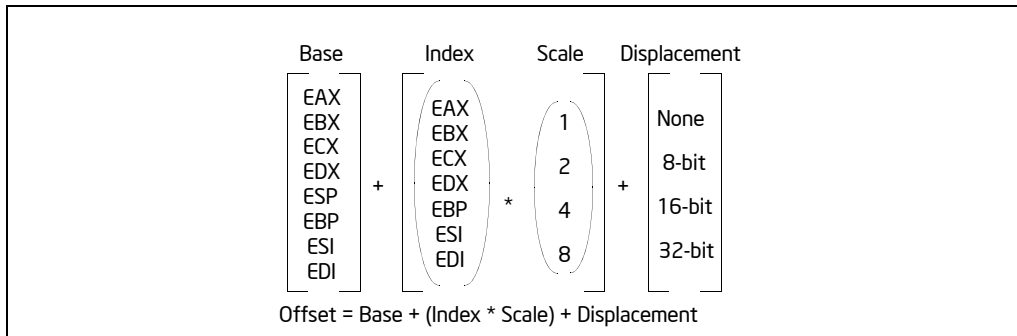 Base Index Scale Displacement
EAX
EBX
ECX
EDX
ESP
EBP
ESI
EDI
+
EAX
EBX
ECX
EDX
EBP
ESI
EDI
*
1
2
4
8
+
None
8-bit
16-bit
32-bit
Offset = Base + (Index * Scale) + Displacement